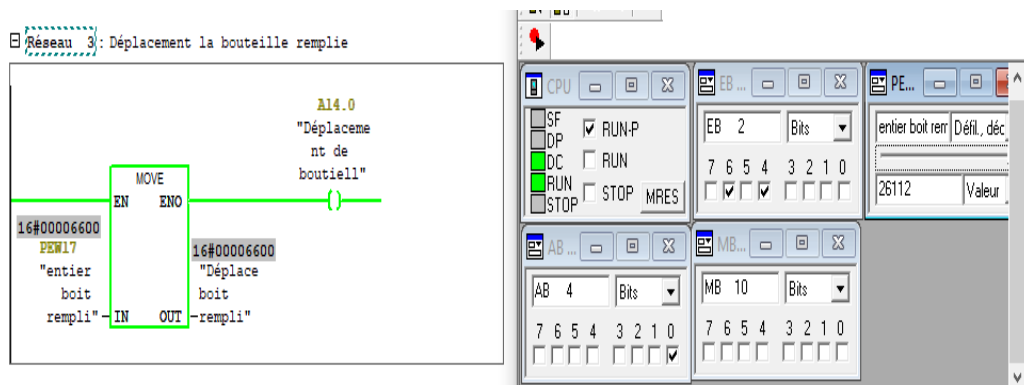 Réseau 3: Déplacement la bouteille remplie
A14.0
"Déplaceme
nt de
boutiell"
MOVE
EN ENO
16#00006600
PEW17
"entier
boit
rempli"
IN OUT
16#00006600
"Déplace
boit
rempli"
CPU
SF
DP
DC
RUN
STOP
RUN-P
RUN
STOP
MRES
EB ...
EB 2
Bits
7 6 5 4 3 2 1 0
PE...
entier boit rem
Défil., déc
26112
Valeur
AB ...
AB 4
Bits
7 6 5 4 3 2 1 0
MB ...
MB 10
Bits
7 6 5 4 3 2 1 0